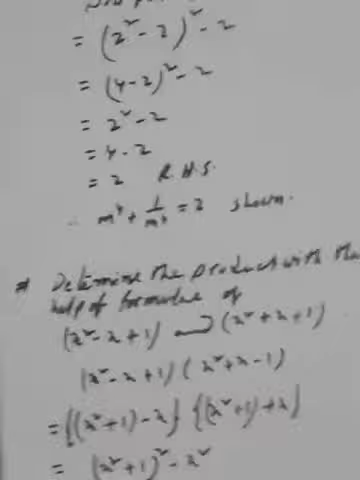 = (2² - 2)² - 2
= (4-2)² - 2
= 2² - 2
= 4 - 2
= 2 R.H.S.
∴ m⁴ + 1/m⁴ = 2 shown.
# Determine the product with the
help of formulae of
(x² - x + 1) and (x² + x + 1)
(x² - x + 1) (x² + x - 1)
= {(x² + 1) - x} {(x² + 1) + x}
= (x² + 1)² - x²